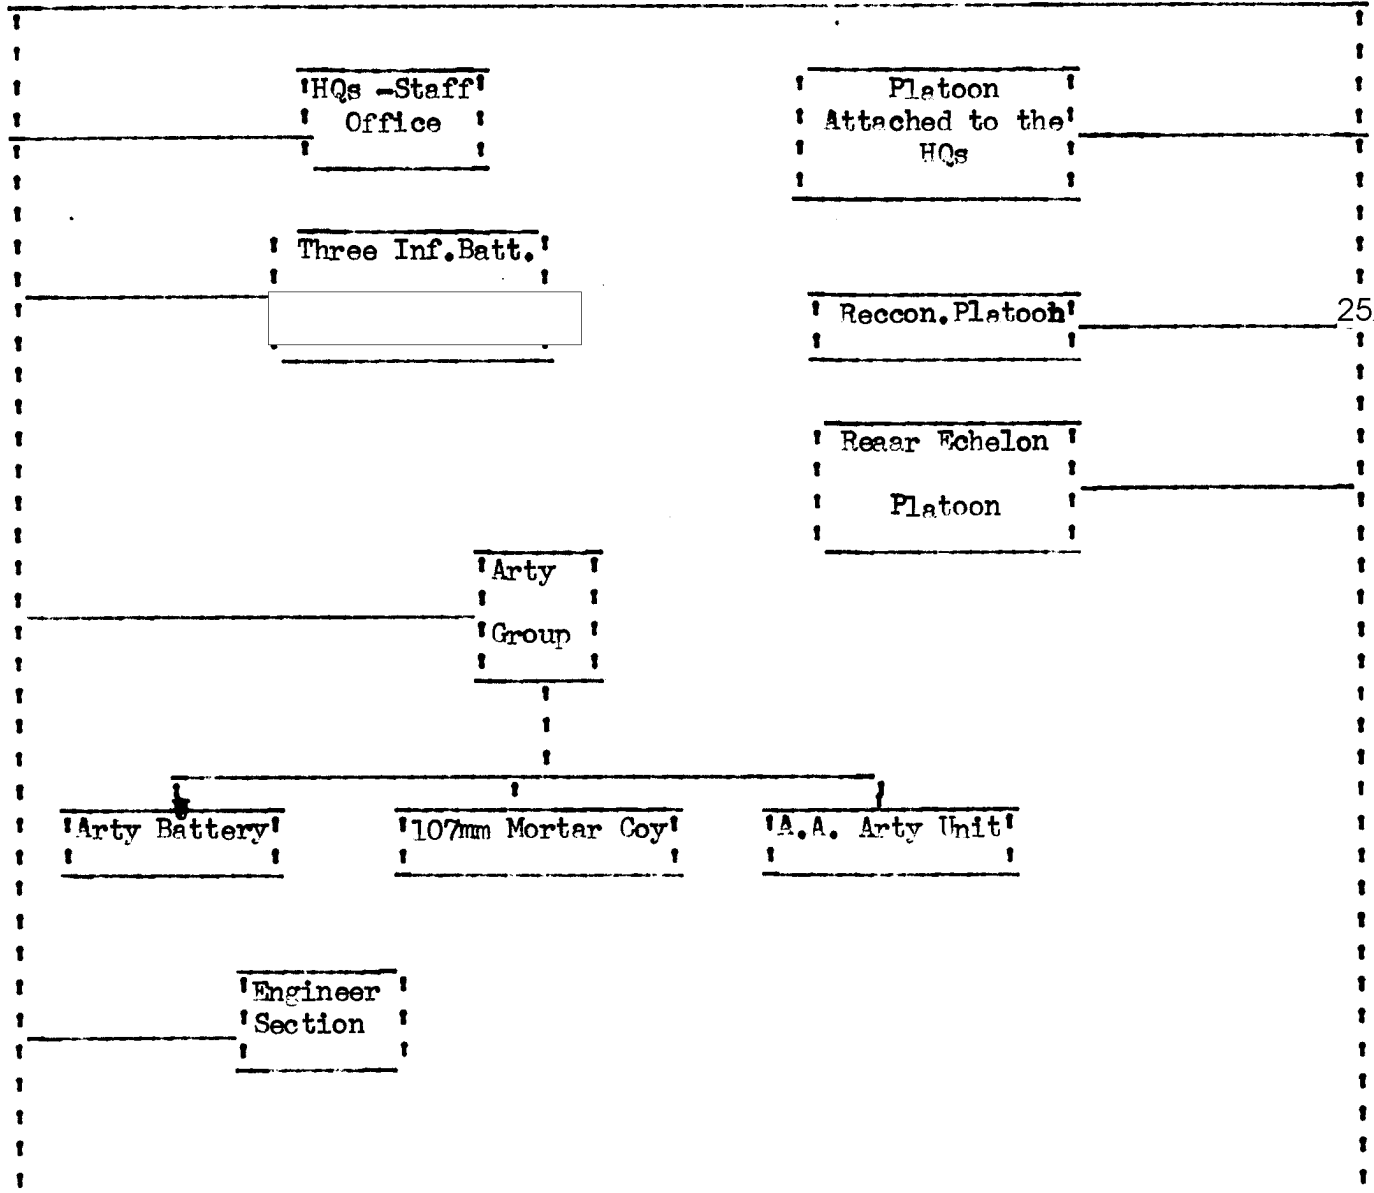 HQs -Staff
Office
Platoon
Attached to the
HQs
Three Inf.Batt.
Reccon.Platoon
25
Reaar Echelon
Platoon
Arty
Group
Arty Battery
107mm Mortar Coy
A.A. Arty Unit
Engineer
Section